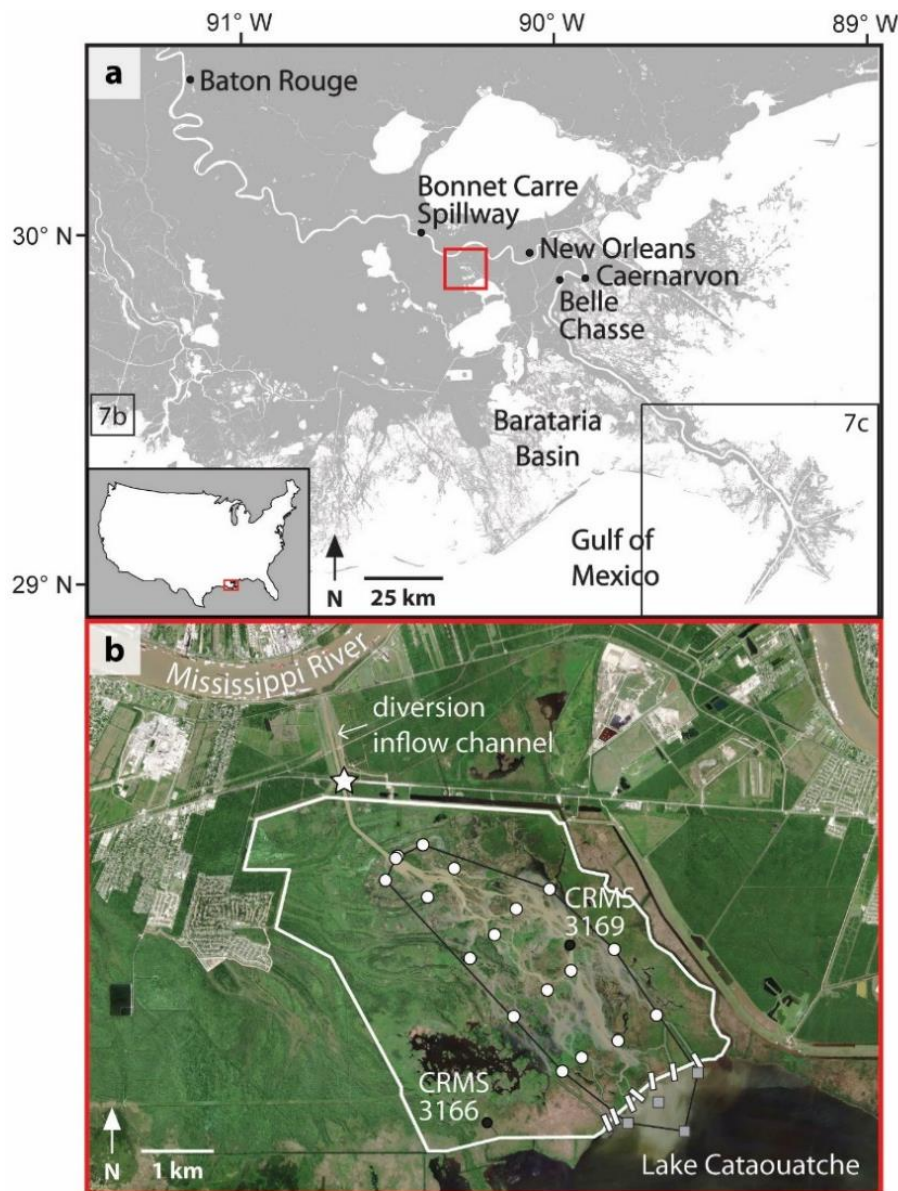 91° W
90° W
89° W
a
Baton Rouge
Bonnet Carre
Spillway
30° N
New Orleans
Caernarvon
Belle
Chasse
7b
Barataria
Basin
7c
Gulf of
Mexico
29° N
N
25 km
b
Mississippi River
diversion
inflow channel
CRMS
3169
CRMS
3166
N
1 km
Lake Cataouatche